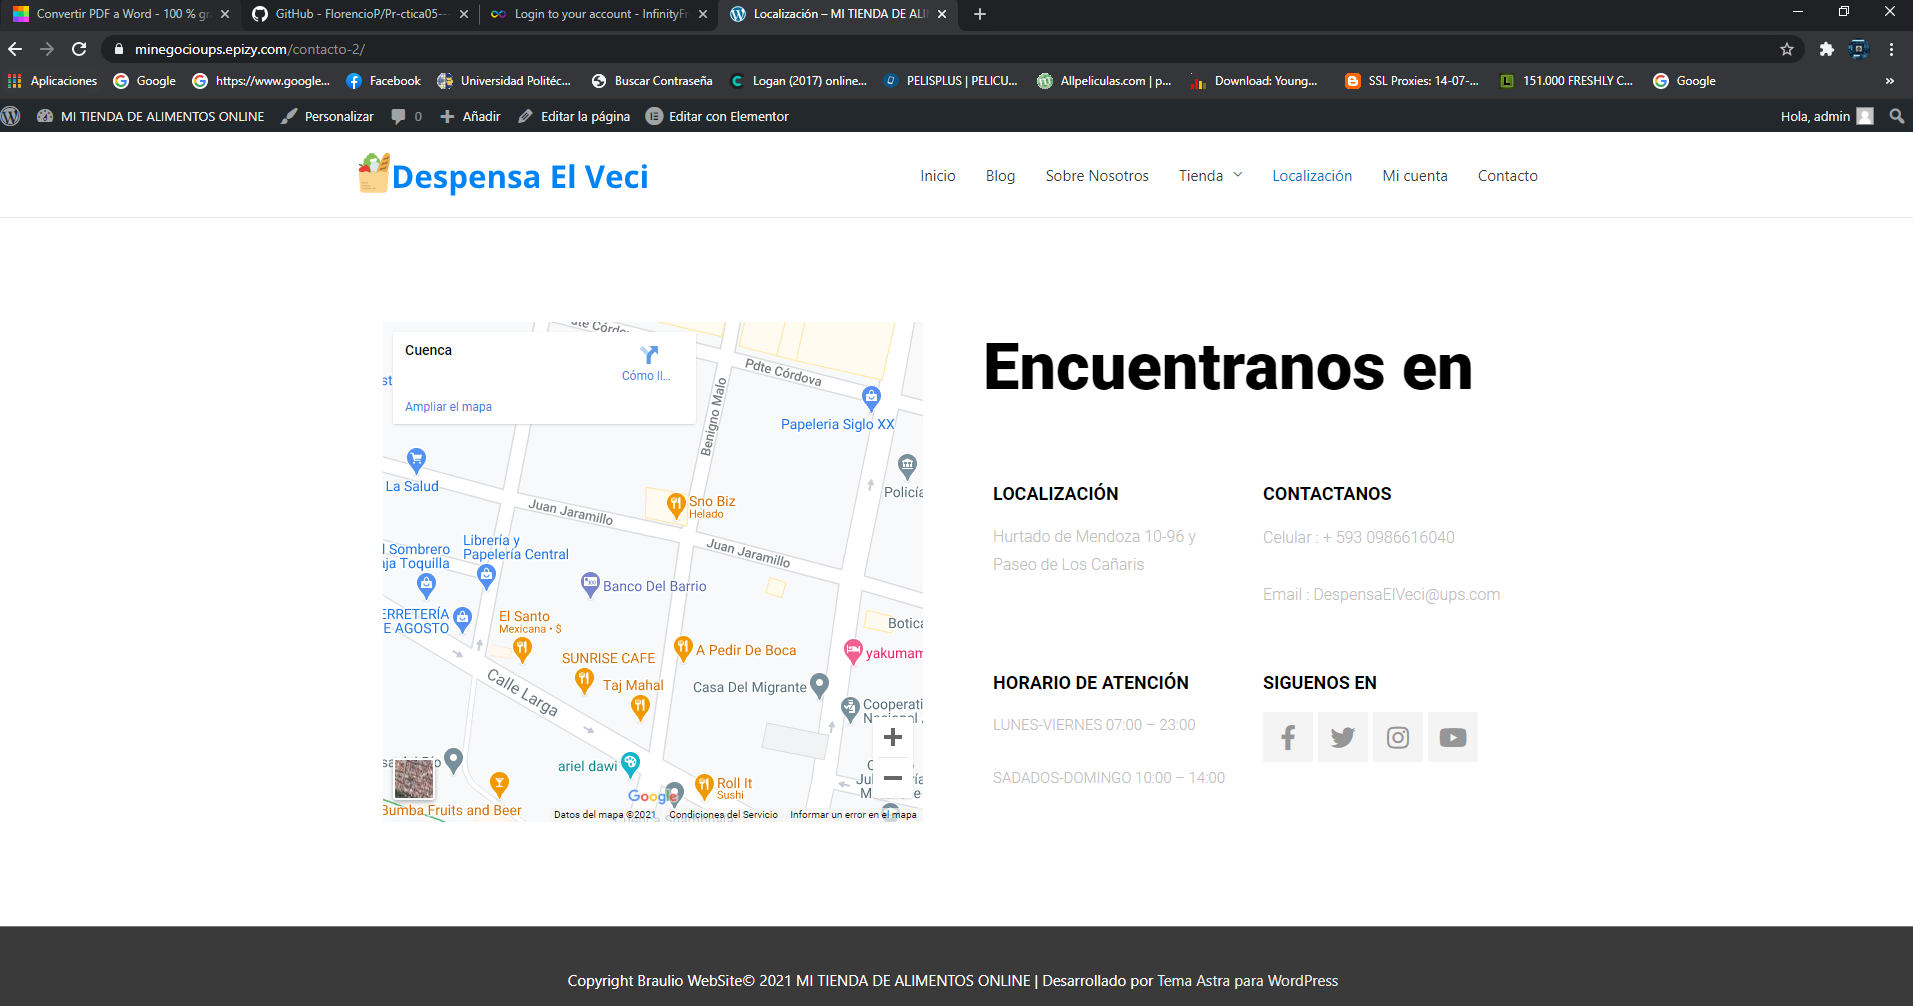 Convertir PDF a Word - 100 % gr
GitHub - FlorencioP/Pr-ctica05--
Login to your account - InfinityFr
Localización – MI TIENDA DE ALI
minegocioups.epizy.com/contacto-2/
Aplicaciones
Google
https://www.google...
Facebook
Universidad Politéc...
Buscar Contraseña
Logan (2017) online...
PELISPLUS | PELICU...
Allpeliculas.com | p...
Download: Young...
SSL Proxies: 14-07-...
151.000 FRESHLY C...
Google
»
MI TIENDA DE ALIMENTOS ONLINE
Personalizar
0
Añadir
Editar la página
Editar con Elementor
Hola, admin
Despensa El Veci
Inicio
Blog
Sobre Nosotros
Tienda
Localización
Mi cuenta
Contacto
Cuenca
Cómo ll...
Ampliar el mapa
Pdte Córdova
Benigno Malo
Papeleria Siglo XX
La Salud
Policía
Sno Biz
Helado
Juan Jaramillo
Juan Jaramillo
Librería y
Papelería Central
l Sombrero
aja Toquilla
Banco Del Barrio
ERRETERÍA
E AGOSTO
El Santo
Mexicana • $
Botica
A Pedir De Boca
yakumam
SUNRISE CAFE
Taj Mahal
Casa Del Migrante
Calle Larga
Cooperati
Nacional
ariel dawi
Roll It
Sushi
Bumba Fruits and Beer
Google
Datos del mapa ©2021
Condiciones del Servicio
Informar un error en el mapa
Encuentranos en
LOCALIZACIÓN
Hurtado de Mendoza 10-96 y
Paseo de Los Cañaris
CONTACTANOS
Celular : + 593 0986616040
Email : DespensaElVeci@ups.com
HORARIO DE ATENCIÓN
LUNES-VIERNES 07:00 – 23:00
SADADOS-DOMINGO 10:00 – 14:00
SIGUENOS EN
Copyright Braulio WebSite© 2021 MI TIENDA DE ALIMENTOS ONLINE | Desarrollado por Tema Astra para WordPress